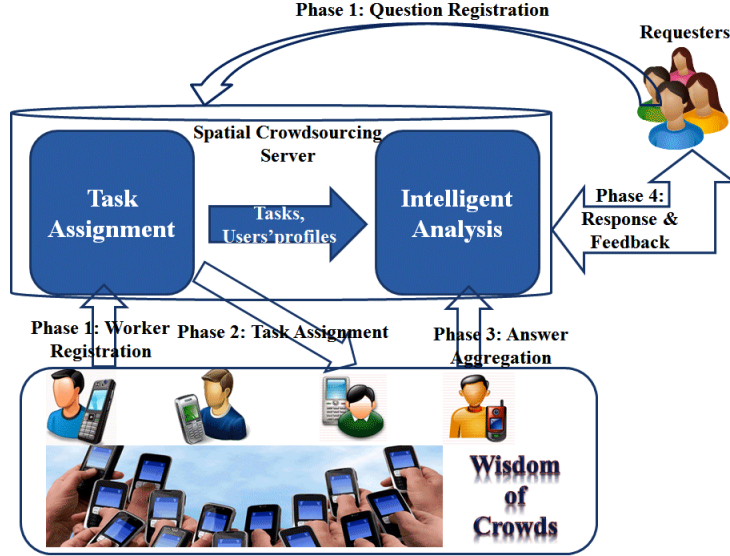 Phase 1: Question Registration
Requesters
Spatial Crowdsourcing
Server
Task
Assignment
Tasks,
Users'profiles
Intelligent
Analysis
Phase 4:
Response &
Feedback
Phase 1: Worker
Registration
Phase 2: Task Assignment
Phase 3: Answer
Aggregation
Wisdom
of
Crowds